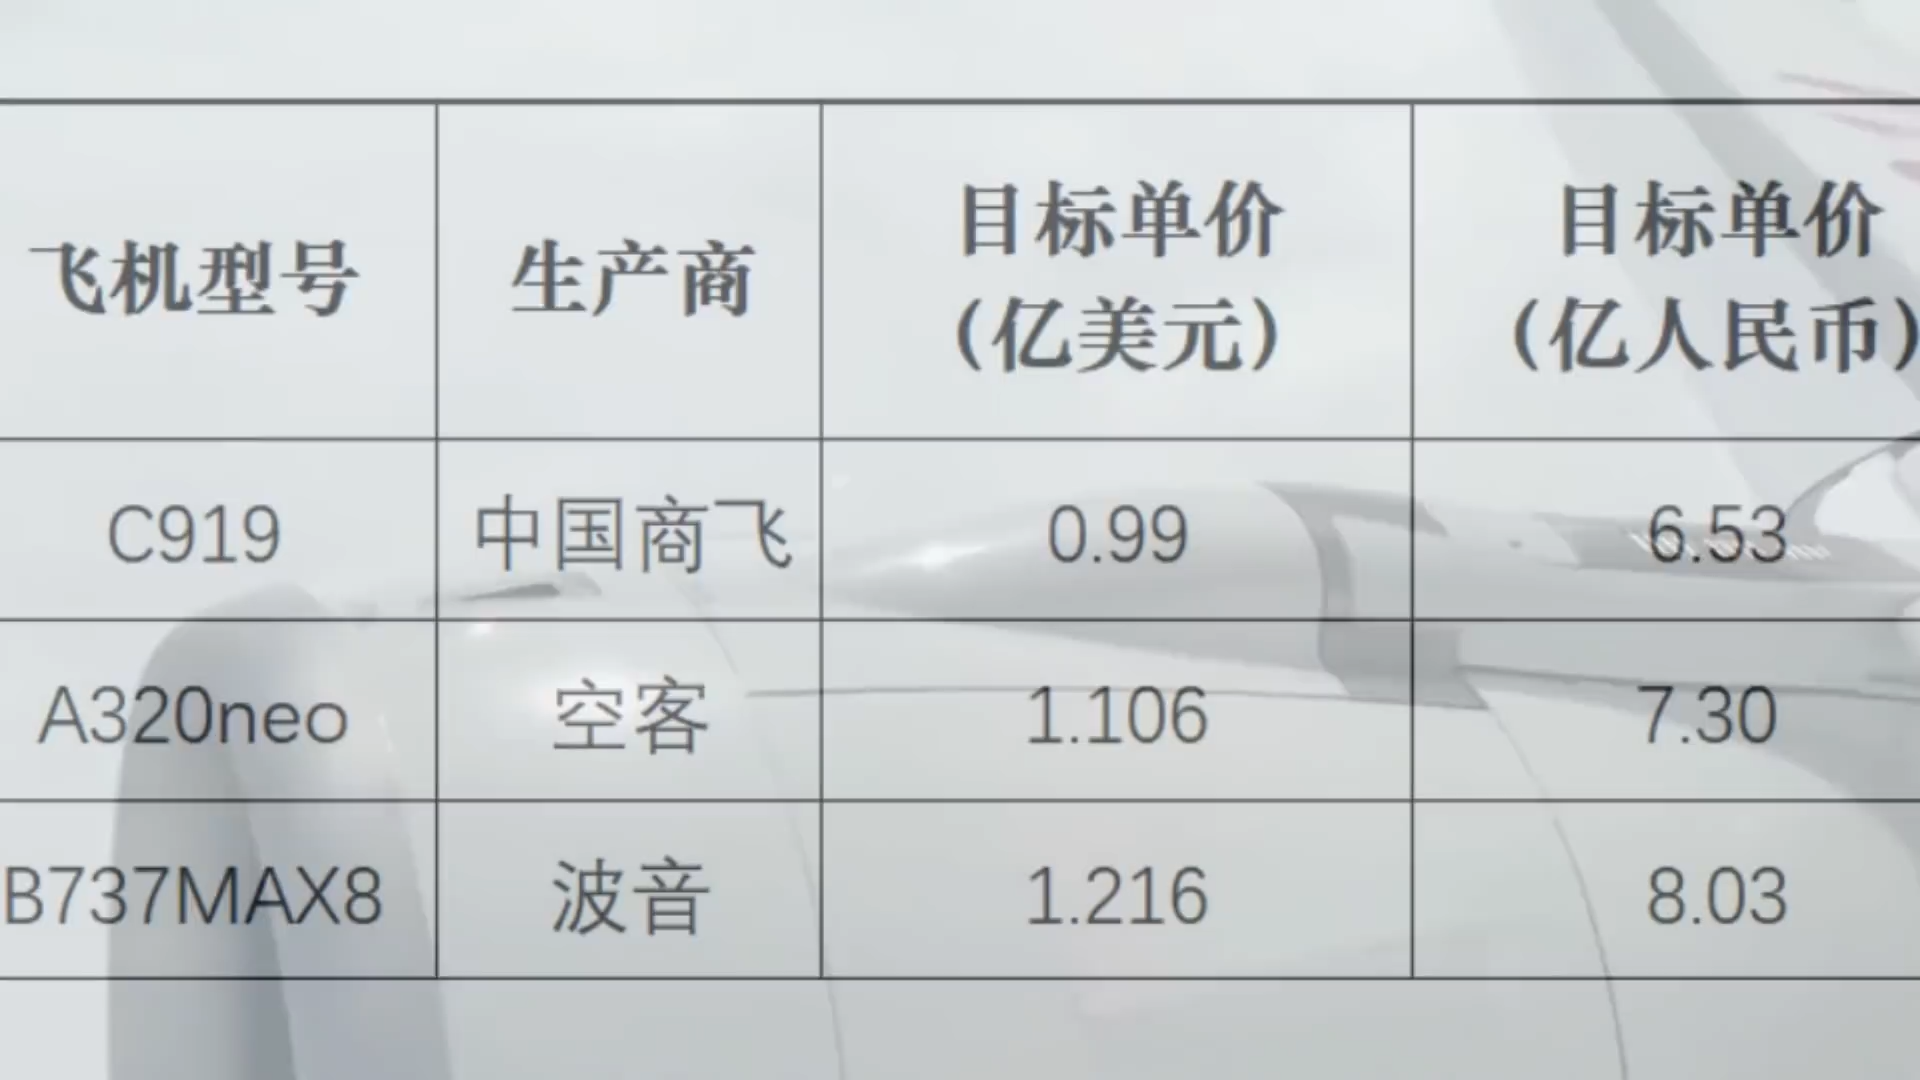 飞机型号 生产商 目标单价（亿美元） 目标单价（亿人民币）
C919 中国商飞 0.99 6.53
A320neo 空客 1.106 7.30
B737MAX8 波音 1.216 8.03